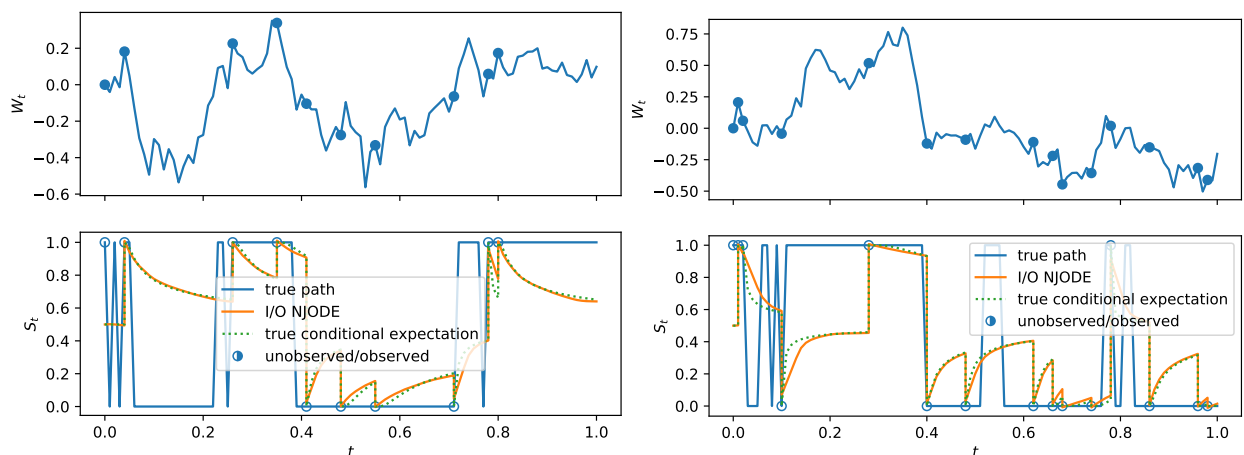 W_t
0.2
0.0
−0.2
−0.4
−0.6
0.75
0.50
0.25
0.00
−0.25
−0.50
S_t
1.0
0.8
0.6
0.4
0.2
0.0
true path
I/O NJODE
true conditional expectation
unobserved/observed
0.0 0.2 0.4 0.6 0.8 1.0
t
S_t
1.0
0.8
0.6
0.4
0.2
0.0
true path
I/O NJODE
true conditional expectation
unobserved/observed
0.0 0.2 0.4 0.6 0.8 1.0
t
W_t